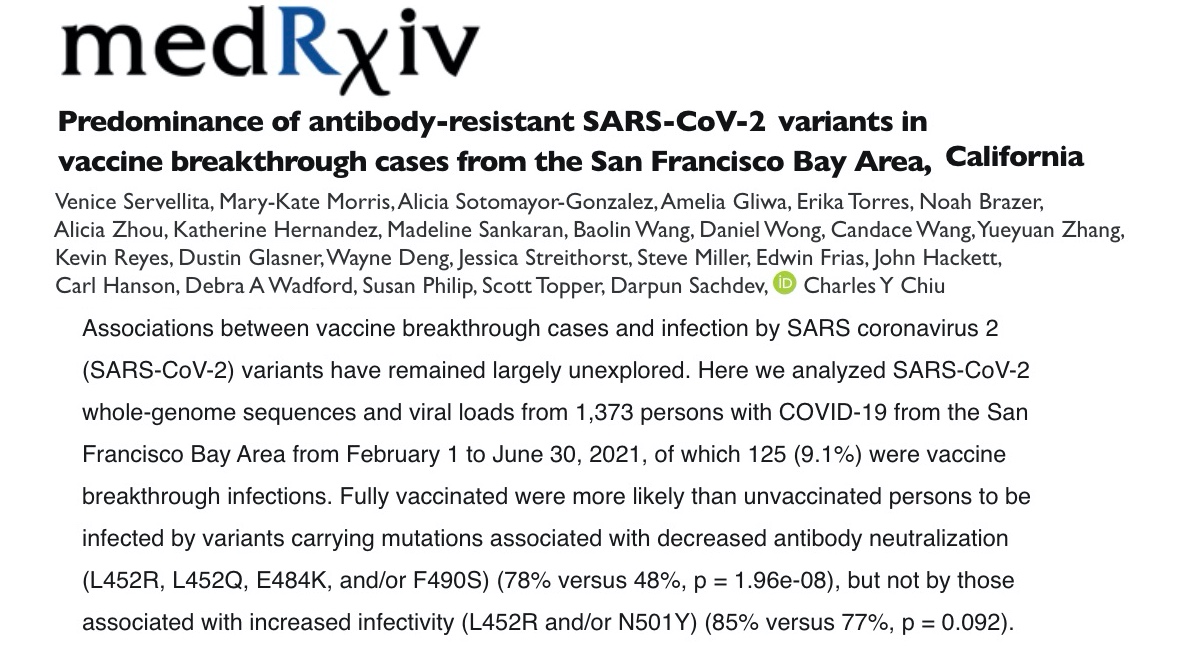 medRχiv
Predominance of antibody-resistant SARS-CoV-2 variants in
vaccine breakthrough cases from the San Francisco Bay Area, California
Venice Servellita, Mary-Kate Morris, Alicia Sotomayor-Gonzalez, Amelia Gliwa, Erika Torres, Noah Brazer,
Alicia Zhou, Katherine Hernandez, Madeline Sankaran, Baolin Wang, Daniel Wong, Candace Wang, Yueyuan Zhang,
Kevin Reyes, Dustin Glasner, Wayne Deng, Jessica Streithorst, Steve Miller, Edwin Frias, John Hackett,
Carl Hanson, Debra A Wadford, Susan Philip, Scott Topper, Darpun Sachdev, iD Charles Y Chiu
Associations between vaccine breakthrough cases and infection by SARS coronavirus 2
(SARS-CoV-2) variants have remained largely unexplored. Here we analyzed SARS-CoV-2
whole-genome sequences and viral loads from 1,373 persons with COVID-19 from the San
Francisco Bay Area from February 1 to June 30, 2021, of which 125 (9.1%) were vaccine
breakthrough infections. Fully vaccinated were more likely than unvaccinated persons to be
infected by variants carrying mutations associated with decreased antibody neutralization
(L452R, L452Q, E484K, and/or F490S) (78% versus 48%, p = 1.96e-08), but not by those
associated with increased infectivity (L452R and/or N501Y) (85% versus 77%, p = 0.092).